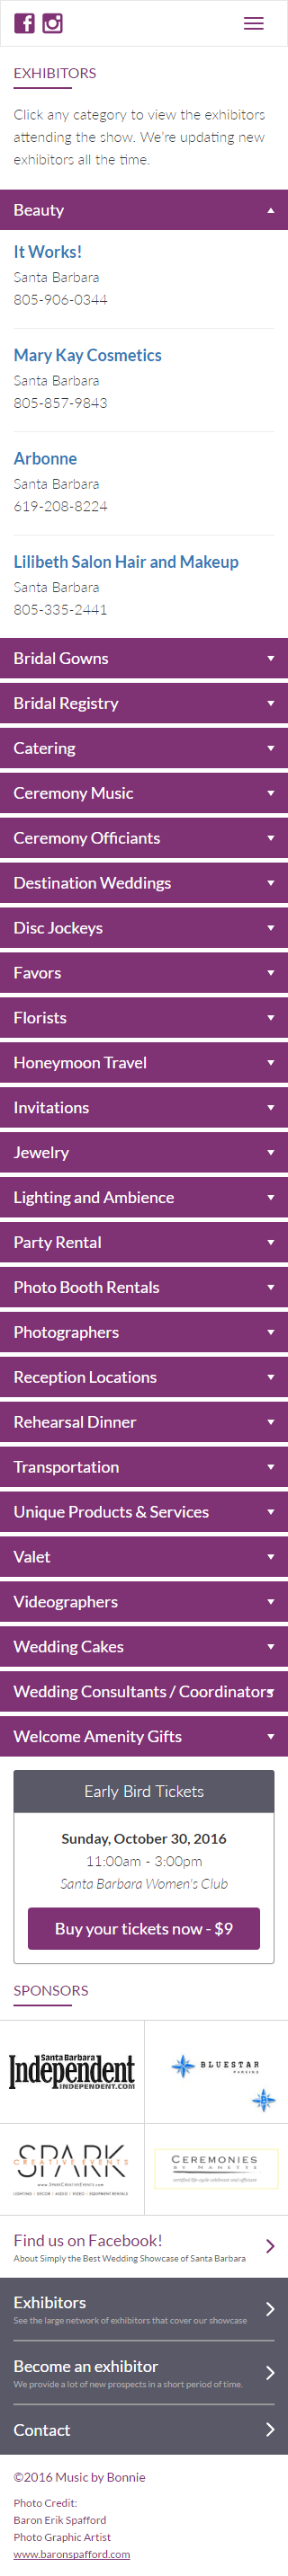 EXHIBITORS
Click any category to view the exhibitors
attending the show. We're updating new
exhibitors all the time.
Beauty
It Works!
Santa Barbara
805-906-0344
Mary Kay Cosmetics
Santa Barbara
805-857-9843
Arbonne
Santa Barbara
619-208-8224
Lilibeth Salon Hair and Makeup
Santa Barbara
805-335-2441
Bridal Gowns
Bridal Registry
Catering
Ceremony Music
Ceremony Officiants
Destination Weddings
Disc Jockeys
Favors
Florists
Honeymoon Travel
Invitations
Jewelry
Lighting and Ambience
Party Rental
Photo Booth Rentals
Photographers
Reception Locations
Rehearsal Dinner
Transportation
Unique Products & Services
Valet
Videographers
Wedding Cakes
Wedding Consultants / Coordinators
Welcome Amenity Gifts
Early Bird Tickets
Sunday, October 30, 2016
11:00am - 3:00pm
Santa Barbara Women's Club
Buy your tickets now - $9
SPONSORS
Santa Barbara
Independent
INDEPENDENT.COM
BLUESTAR
PARKING
B
SPARK
CREATIVE EVENTS
CEREMONIES
BY NANETTE
Find us on Facebook!
About Simply the Best Wedding Showcase of Santa Barbara
Exhibitors
See the large network of exhibitors that cover our showcase
Become an exhibitor
We provide a lot of new prospects in a short period of time.
Contact
©2016 Music by Bonnie
Photo Credit:
Baron Erik Spafford
Photo Graphic Artist
www.baronspafford.com